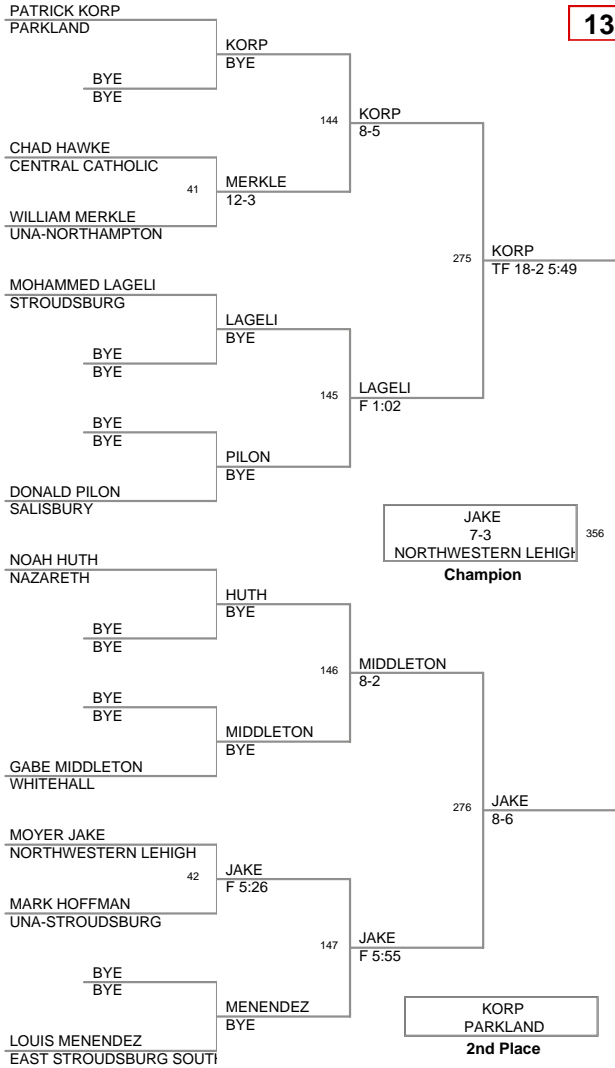 PATRICK KORP
PARKLAND
13
KORP
BYE
BYE
BYE
144
KORP
8-5
CHAD HAWKE
CENTRAL CATHOLIC
41
MERKLE
12-3
WILLIAM MERKLE
UNA-NORTHAMPTON
275
KORP
TF 18-2 5:49
MOHAMMED LAGELI
STROUDSBURG
LAGELI
BYE
BYE
BYE
145
LAGELI
F 1:02
BYE
BYE
PILON
BYE
DONALD PILON
SALISBURY
JAKE
7-3
NORTHWESTERN LEHIGH
356
Champion
NOAH HUTH
NAZARETH
HUTH
BYE
BYE
BYE
146
MIDDLETON
8-2
BYE
BYE
MIDDLETON
BYE
GABE MIDDLETON
WHITEHALL
276
JAKE
8-6
MOYER JAKE
NORTHWESTERN LEHIGH
42
JAKE
F 5:26
MARK HOFFMAN
UNA-STROUDSBURG
147
JAKE
F 5:55
BYE
BYE
MENENDEZ
BYE
LOUIS MENENDEZ
EAST STROUDSBURG SOUTH
KORP
PARKLAND
2nd Place